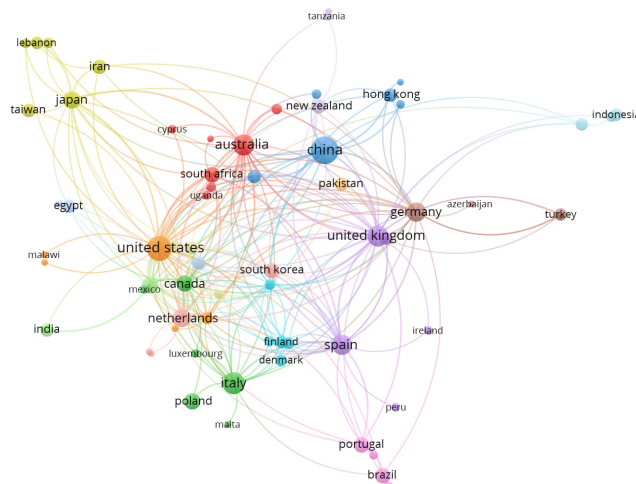 tanzania
lebanon
iran
hong kong
japan
new zealand
taiwan
indonesia
cyprus
australia
china
south africa
pakistan
uganda
egypt
germany
azerbaijan
turkey
united kingdom
united states
malawi
south korea
mexico
canada
netherlands
india
ireland
finland
spain
luxembourg
denmark
italy
poland
peru
malta
portugal
brazil